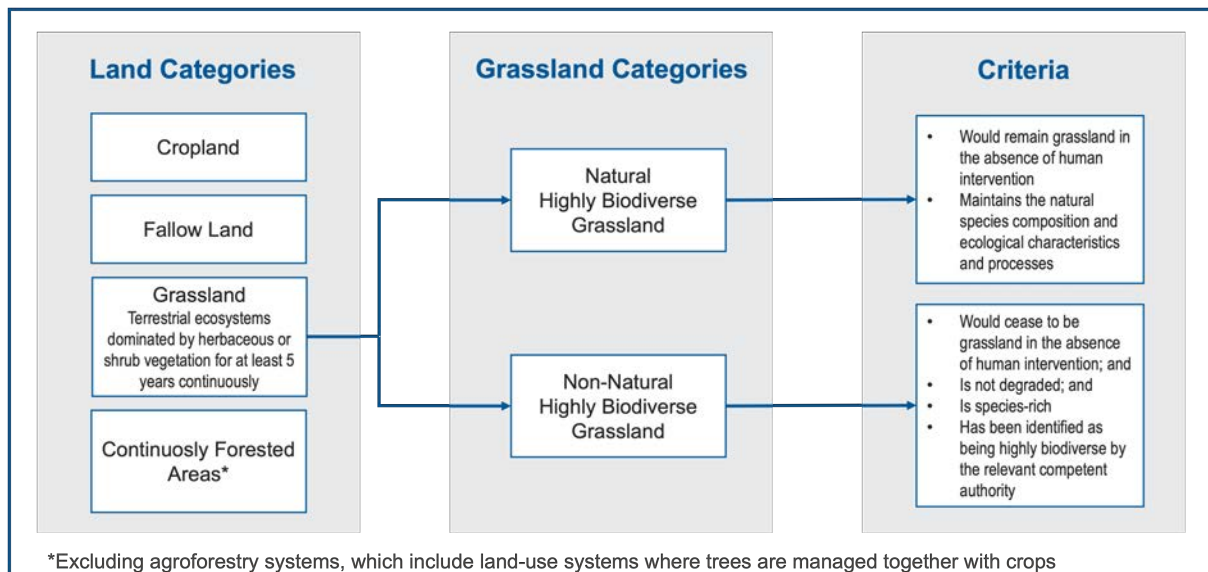 Land Categories
Cropland
Fallow Land
Grassland
Terrestrial ecosystems
dominated by herbaceous or
shrub vegetation for at least 5
years continuously
Continuosly Forested
Areas*
Grassland Categories
Natural
Highly Biodiverse
Grassland
Non-Natural
Highly Biodiverse
Grassland
Criteria
• Would remain grassland in
the absence of human
intervention
• Maintains the natural
species composition and
ecological characteristics
and processes
• Would cease to be
grassland in the absence
of human intervention; and
• Is not degraded; and
• Is species-rich
• Has been identified as
being highly biodiverse by
the relevant competent
authority
*Excluding agroforestry systems, which include land-use systems where trees are managed together with crops